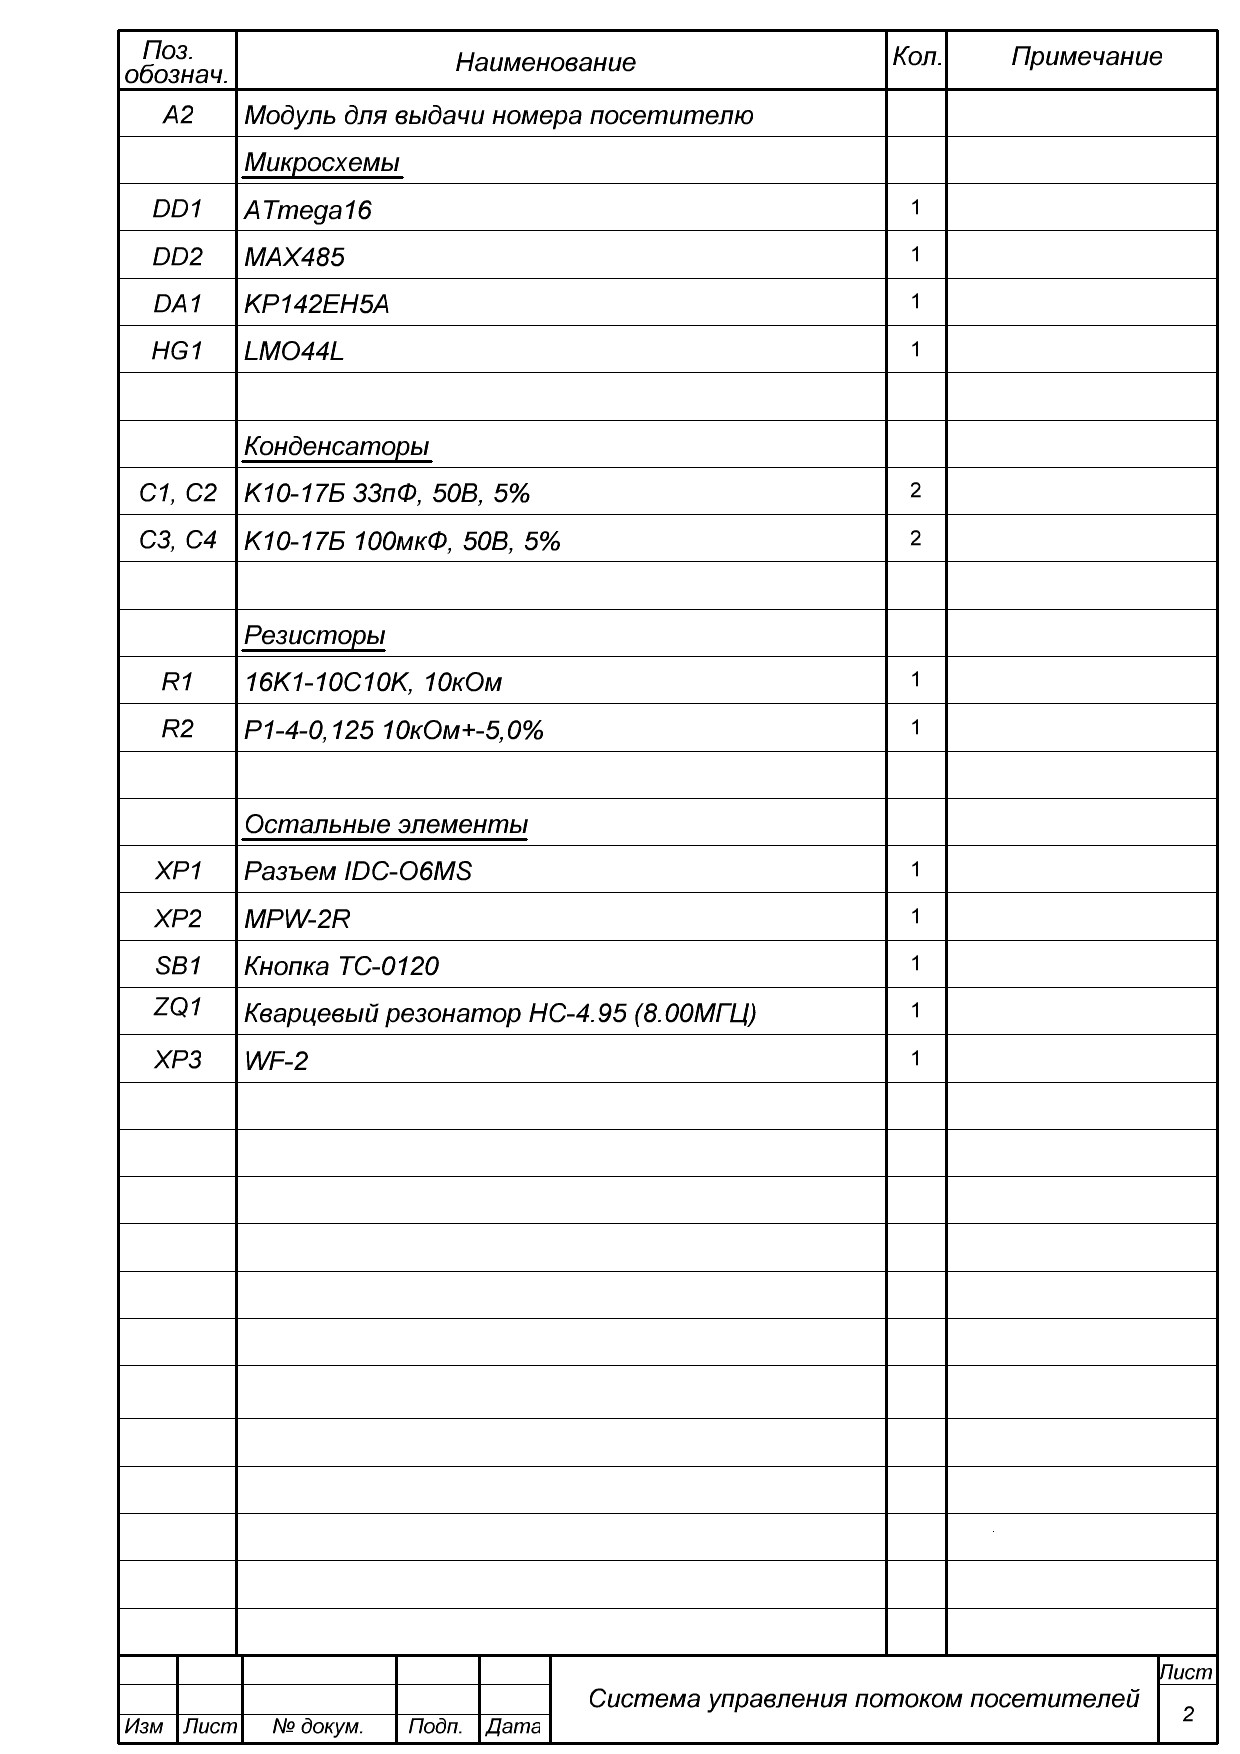 Поз. обознач. Наименование Кол. Примечание
А2 Модуль для выдачи номера посетителю
Микросхемы
DD1 ATmega16 1
DD2 MAX485 1
DA1 КР142ЕН5А 1
HG1 LMO44L 1
Конденсаторы
C1, C2 К10-17Б 33пФ, 50В, 5% 2
C3, C4 К10-17Б 100мкФ, 50В, 5% 2
Резисторы
R1 16K1-10C10K, 10кОм 1
R2 Р1-4-0,125 10кОм+-5,0% 1
Остальные элементы
XP1 Разъем IDC-O6MS 1
XP2 MPW-2R 1
SB1 Кнопка ТС-0120 1
ZQ1 Кварцевый резонатор НС-4.95 (8.00МГЦ) 1
XP3 WF-2 1
Лист
Система управления потоком посетителей 2
Изм Лист № докум. Подп. Дата